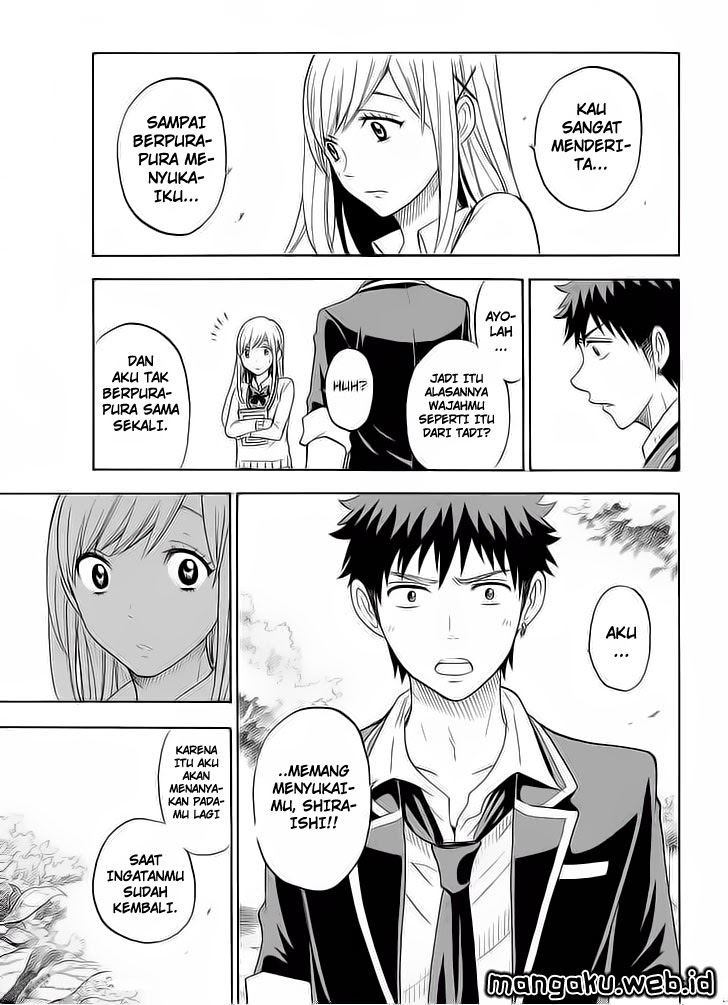 KAU
SANGAT
MENDERI-
TA...
SAMPAI
BERPURA-
PURA ME-
NYUKA-
IKU...
AYO-
LAH
...
JADI ITU
ALASANNYA
WAJAHMU
SEPERTI ITU
DARI TADI?
HUH?
DAN
AKU TAK
BERPURA-
PURA SAMA
SEKALI.
AKU
...
..MEMANG
MENYUKAI-
MU, SHIRA-
ISHI!!
KARENA
ITU AKU
AKAN
MENANYA-
KAN PADA-
MU LAGI
SAAT
INGATANMU
SUDAH
KEMBALI.
mangaku.web.id